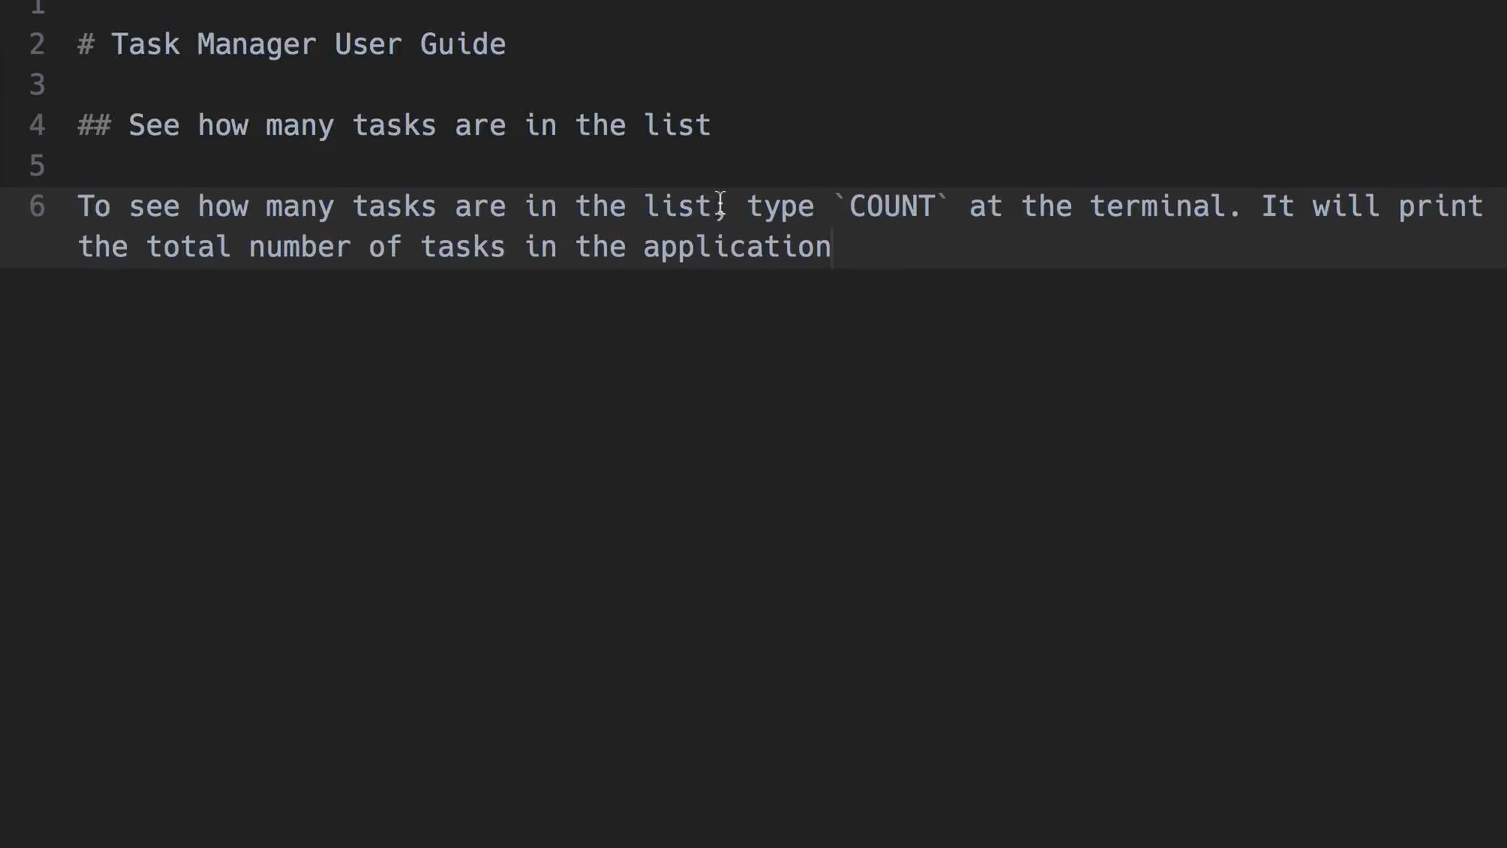 1
2 # Task Manager User Guide
3
4 ## See how many tasks are in the list
5
6 To see how many tasks are in the list, type `COUNT` at the terminal. It will print
the total number of tasks in the application